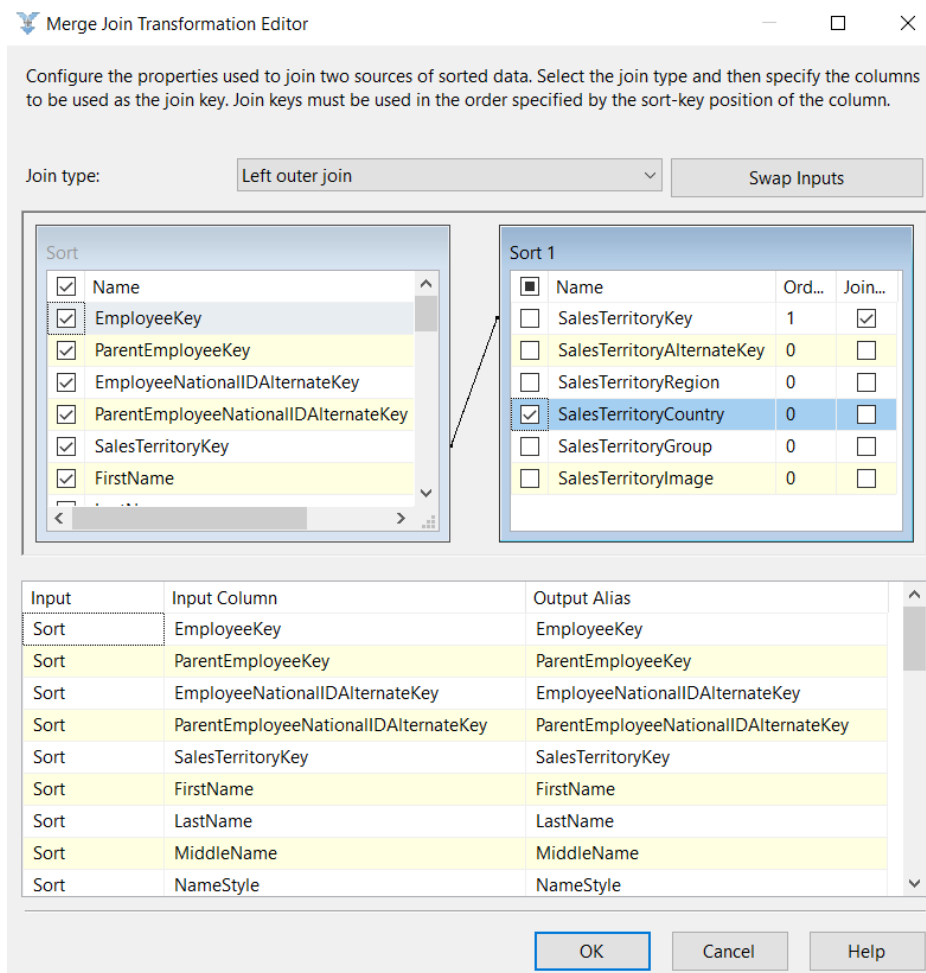 Merge Join Transformation Editor
Configure the properties used to join two sources of sorted data. Select the join type and then specify the columns
to be used as the join key. Join keys must be used in the order specified by the sort-key position of the column.
Join type: Left outer join Swap Inputs
Sort
Name
EmployeeKey
ParentEmployeeKey
EmployeeNationalIDAlternateKey
ParentEmployeeNationalIDAlternateKey
SalesTerritoryKey
FirstName
Sort 1
Name Ord... Join...
SalesTerritoryKey 1
SalesTerritoryAlternateKey 0
SalesTerritoryRegion 0
SalesTerritoryCountry 0
SalesTerritoryGroup 0
SalesTerritoryImage 0
Input Input Column Output Alias
Sort EmployeeKey EmployeeKey
Sort ParentEmployeeKey ParentEmployeeKey
Sort EmployeeNationalIDAlternateKey EmployeeNationalIDAlternateKey
Sort ParentEmployeeNationalIDAlternateKey ParentEmployeeNationalIDAlternateKey
Sort SalesTerritoryKey SalesTerritoryKey
Sort FirstName FirstName
Sort LastName LastName
Sort MiddleName MiddleName
Sort NameStyle NameStyle
OK Cancel Help